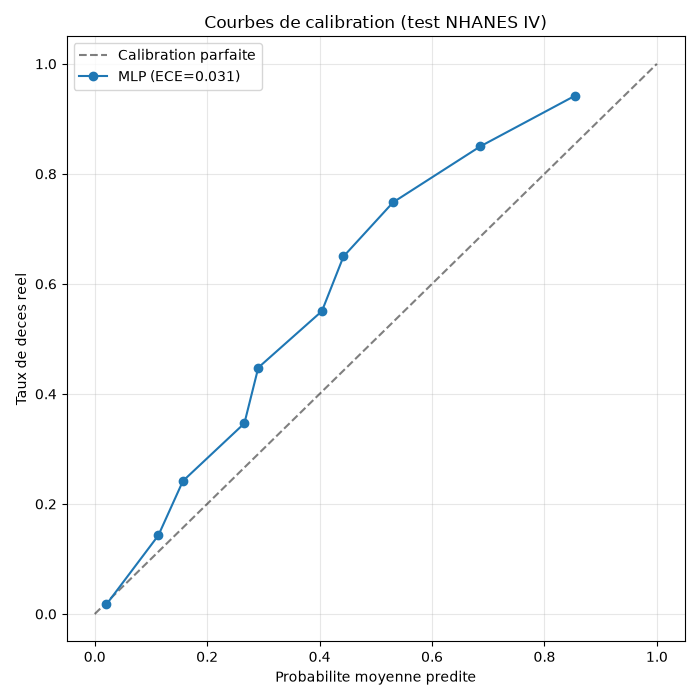 Courbes de calibration (test NHANES IV)
Calibration parfaite
MLP (ECE=0.031)
1.0
0.8
0.6
0.4
0.2
0.0
Taux de deces reel
0.0 0.2 0.4 0.6 0.8 1.0
Probabilite moyenne predite